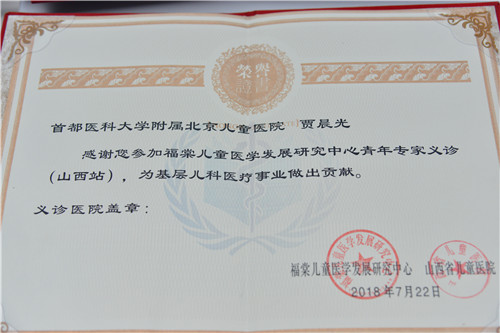 荣誉
证书
首都医科大学附属北京儿童医院 贾晨光
感谢您参加福棠儿童医学发展研究中心青年专家义诊
（山西站），为基层儿科医疗事业做出贡献。
义诊医院盖章：
福棠儿童医学发展研究中心 山西省儿童医院
2018年7月22日